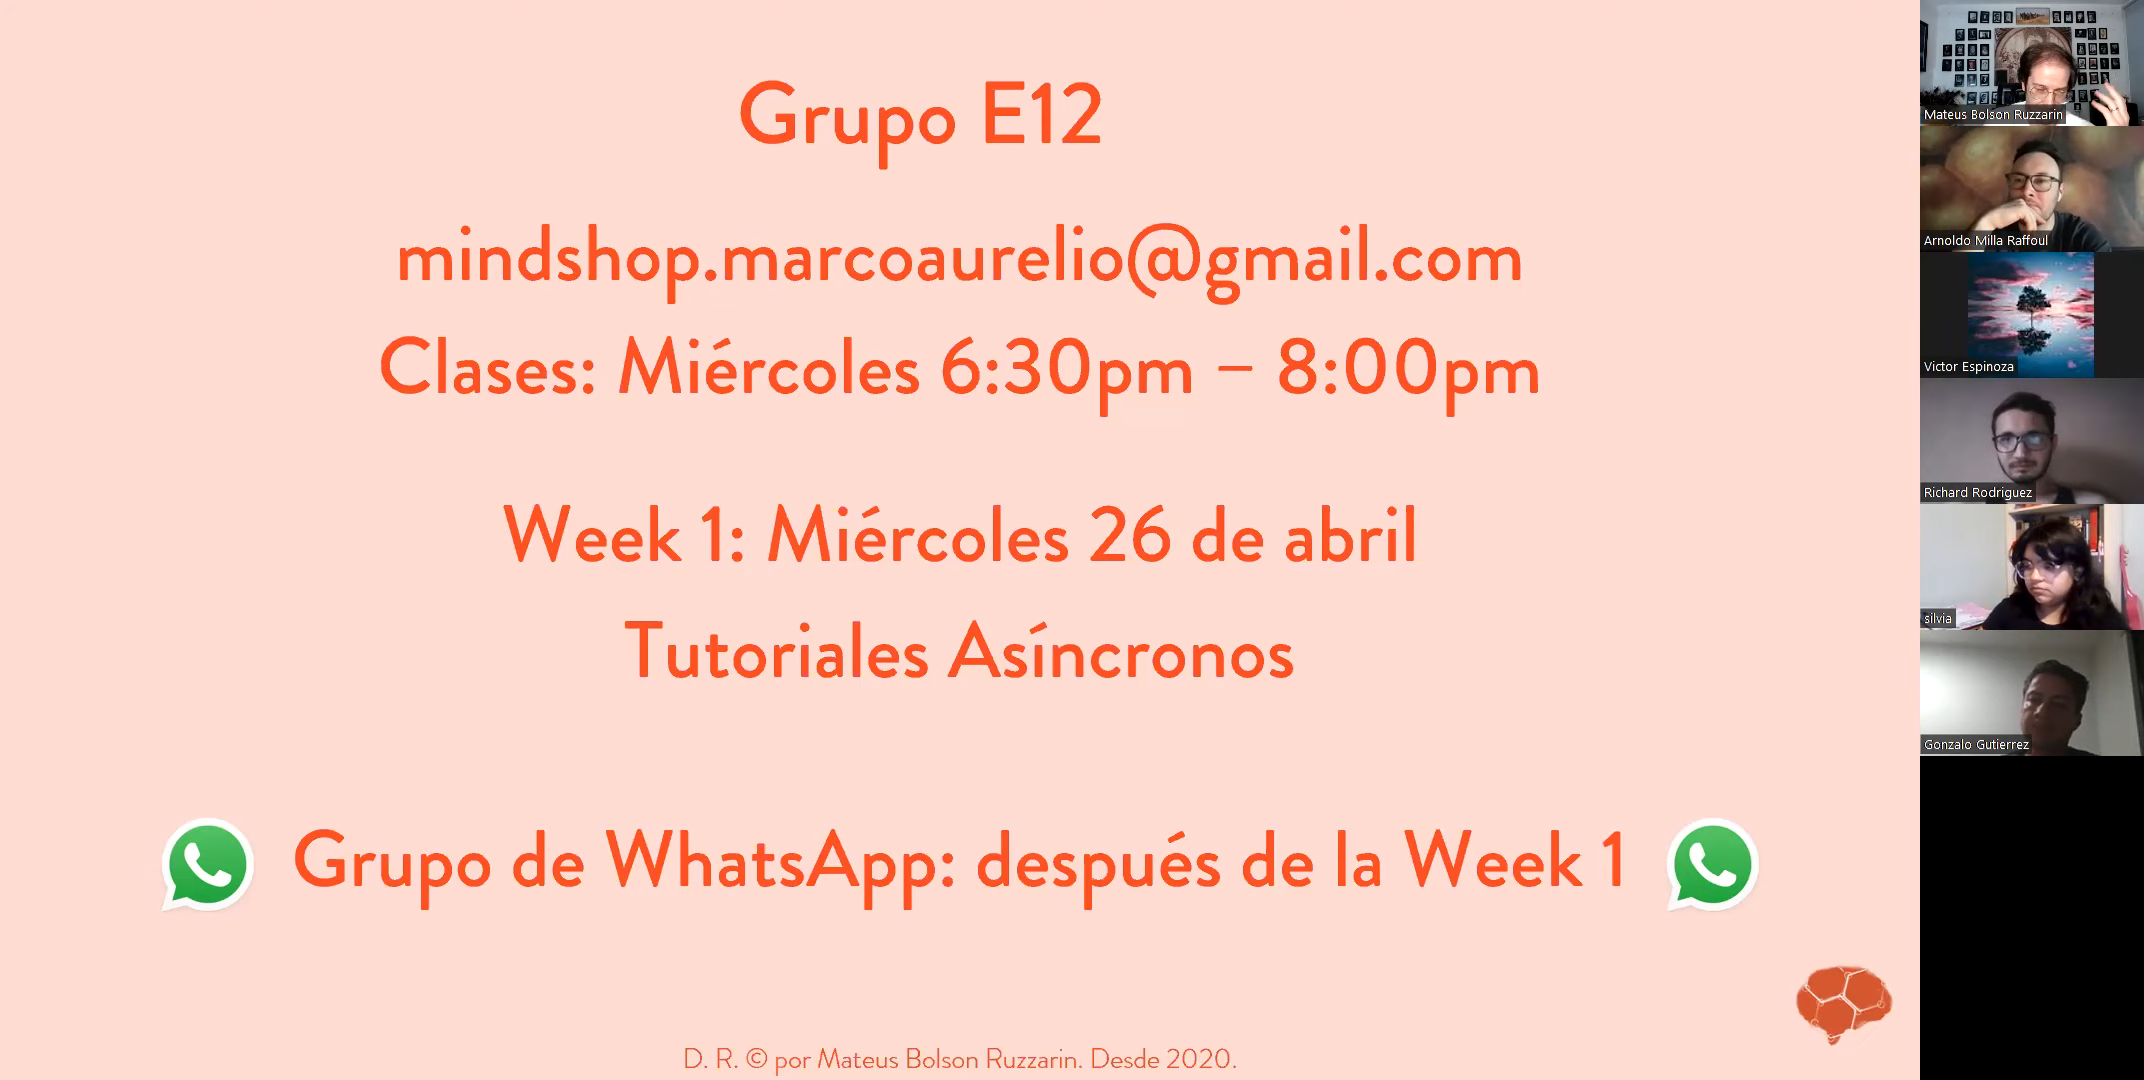 Grupo E12
mindshop.marcoaurelio@gmail.com
Clases: Miércoles 6:30pm – 8:00pm
Week 1: Miércoles 26 de abril
Tutoriales Asíncronos
Grupo de WhatsApp: después de la Week 1
D. R. © por Mateus Bolson Ruzzarin. Desde 2020.
Mateus Bolson Ruzzarin
Arnoldo Milla Raffoul
Victor Espinoza
Richard Rodriguez
silvia
Gonzalo Gutierrez